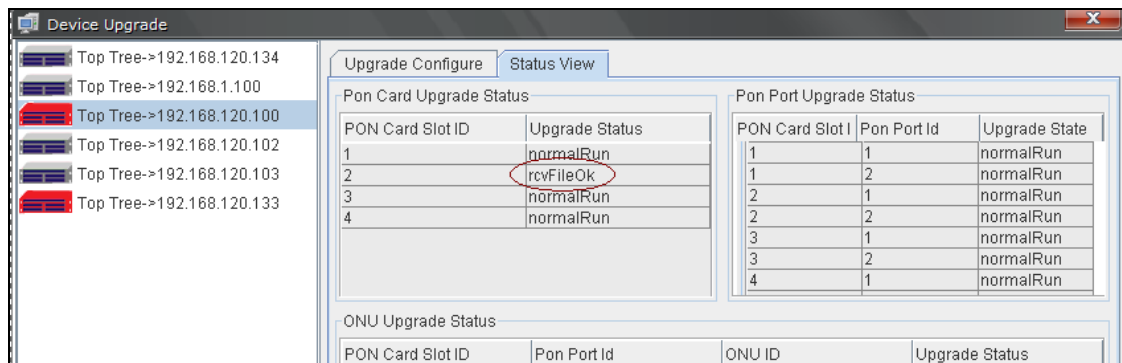 Device Upgrade
Top Tree->192.168.120.134
Top Tree->192.168.1.100
Top Tree->192.168.120.100
Top Tree->192.168.120.102
Top Tree->192.168.120.103
Top Tree->192.168.120.133
Upgrade Configure Status View
Pon Card Upgrade Status
PON Card Slot ID Upgrade Status
1 normalRun
2 rcvFileOk
3 normalRun
4 normalRun
Pon Port Upgrade Status
PON Card Slot I Pon Port Id Upgrade State
1 1 normalRun
1 2 normalRun
2 1 normalRun
2 2 normalRun
3 1 normalRun
3 2 normalRun
4 1 normalRun
ONU Upgrade Status
PON Card Slot ID Pon Port Id ONU ID Upgrade Status